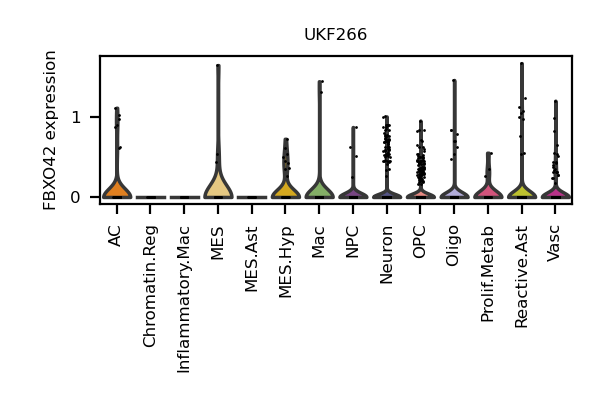 UKF266
FBXO42 expression
1
0
AC
Chromatin.Reg
Inflammatory.Mac
MES
MES.Ast
MES.Hyp
Mac
NPC
Neuron
OPC
Oligo
Prolif.Metab
Reactive.Ast
Vasc